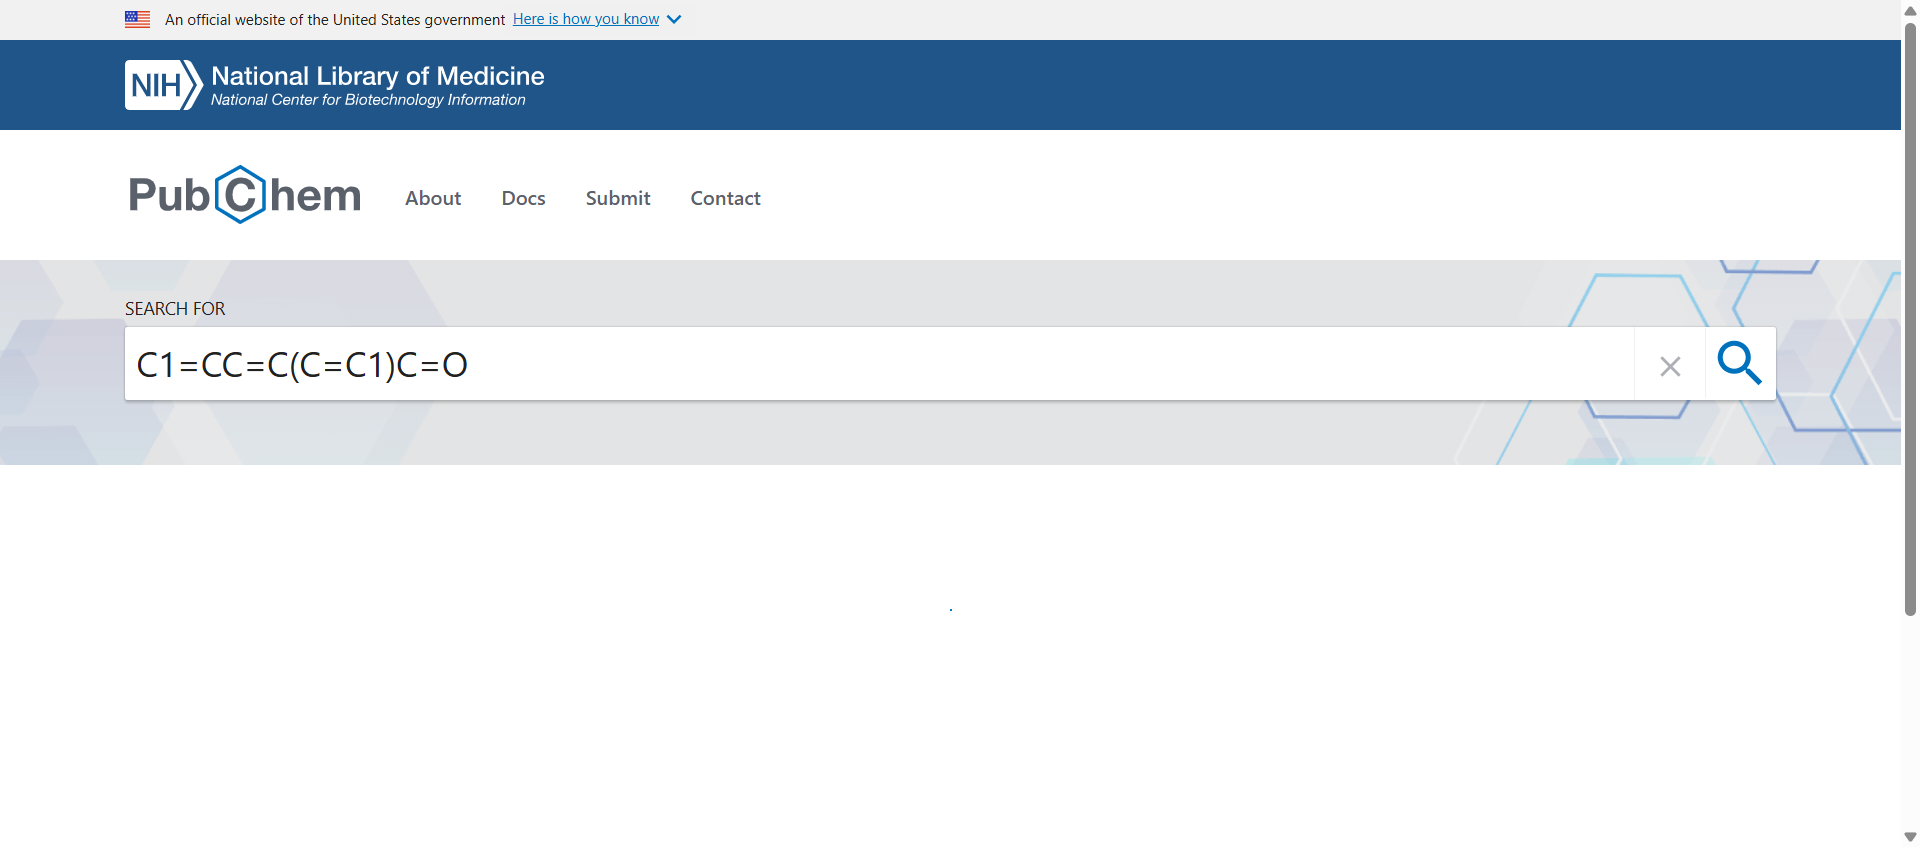 An official website of the United States government Here is how you know
NIH National Library of Medicine
National Center for Biotechnology Information
PubChem About Docs Submit Contact
SEARCH FOR
C1=CC=C(C=C1)C=O